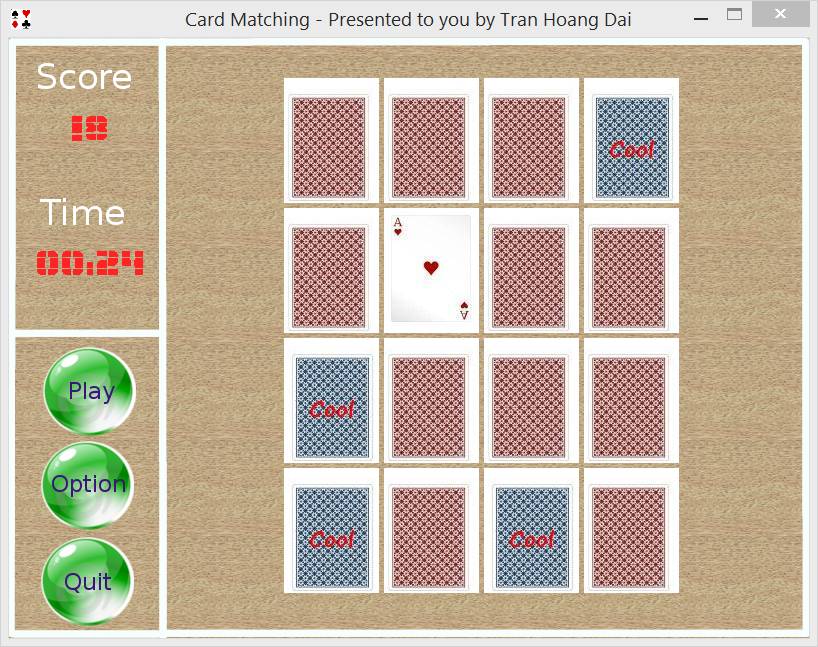 Card Matching - Presented to you by Tran Hoang Dai
Score
18
Time
00:24
Play
Option
Quit
Cool
A
A
Cool
Cool
Cool